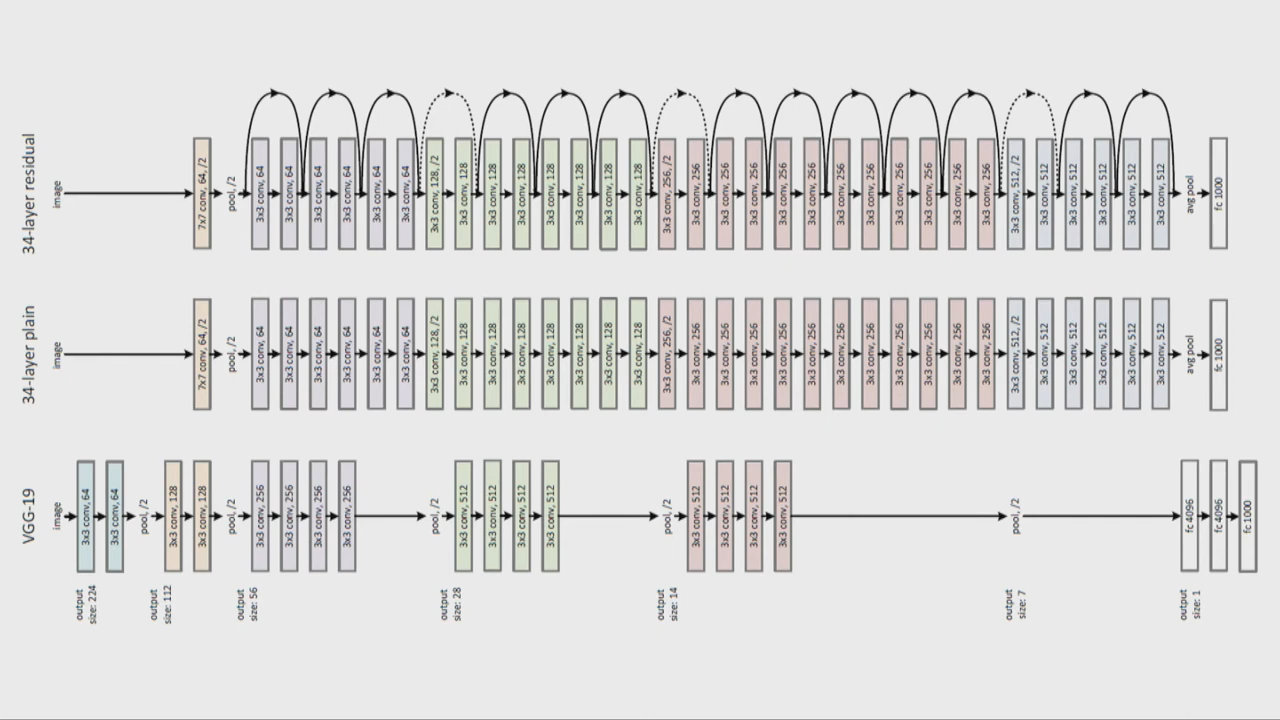 VGG-19
image
3x3 conv, 64
3x3 conv, 64
pool, /2
3x3 conv, 128
3x3 conv, 128
pool, /2
3x3 conv, 256
3x3 conv, 256
3x3 conv, 256
3x3 conv, 256
pool, /2
3x3 conv, 512
3x3 conv, 512
3x3 conv, 512
3x3 conv, 512
pool, /2
3x3 conv, 512
3x3 conv, 512
3x3 conv, 512
3x3 conv, 512
pool, /2
fc 4096
fc 4096
fc 1000
output
size: 224
output
size: 112
output
size: 56
output
size: 28
output
size: 14
output
size: 7
output
size: 1
34-layer plain
image
7x7 conv, 64, /2
pool, /2
3x3 conv, 64
3x3 conv, 64
3x3 conv, 64
3x3 conv, 64
3x3 conv, 64
3x3 conv, 64
3x3 conv, 128, /2
3x3 conv, 128
3x3 conv, 128
3x3 conv, 128
3x3 conv, 128
3x3 conv, 128
3x3 conv, 128
3x3 conv, 128
3x3 conv, 256, /2
3x3 conv, 256
3x3 conv, 256
3x3 conv, 256
3x3 conv, 256
3x3 conv, 256
3x3 conv, 256
3x3 conv, 256
3x3 conv, 256
3x3 conv, 256
3x3 conv, 256
3x3 conv, 256
3x3 conv, 512, /2
3x3 conv, 512
3x3 conv, 512
3x3 conv, 512
3x3 conv, 512
3x3 conv, 512
avg pool
fc 1000
34-layer residual
image
7x7 conv, 64, /2
pool, /2
3x3 conv, 64
3x3 conv, 64
3x3 conv, 64
3x3 conv, 64
3x3 conv, 64
3x3 conv, 64
3x3 conv, 128, /2
3x3 conv, 128
3x3 conv, 128
3x3 conv, 128
3x3 conv, 128
3x3 conv, 128
3x3 conv, 128
3x3 conv, 128
3x3 conv, 256, /2
3x3 conv, 256
3x3 conv, 256
3x3 conv, 256
3x3 conv, 256
3x3 conv, 256
3x3 conv, 256
3x3 conv, 256
3x3 conv, 256
3x3 conv, 256
3x3 conv, 256
3x3 conv, 256
3x3 conv, 512, /2
3x3 conv, 512
3x3 conv, 512
3x3 conv, 512
3x3 conv, 512
3x3 conv, 512
avg pool
fc 1000